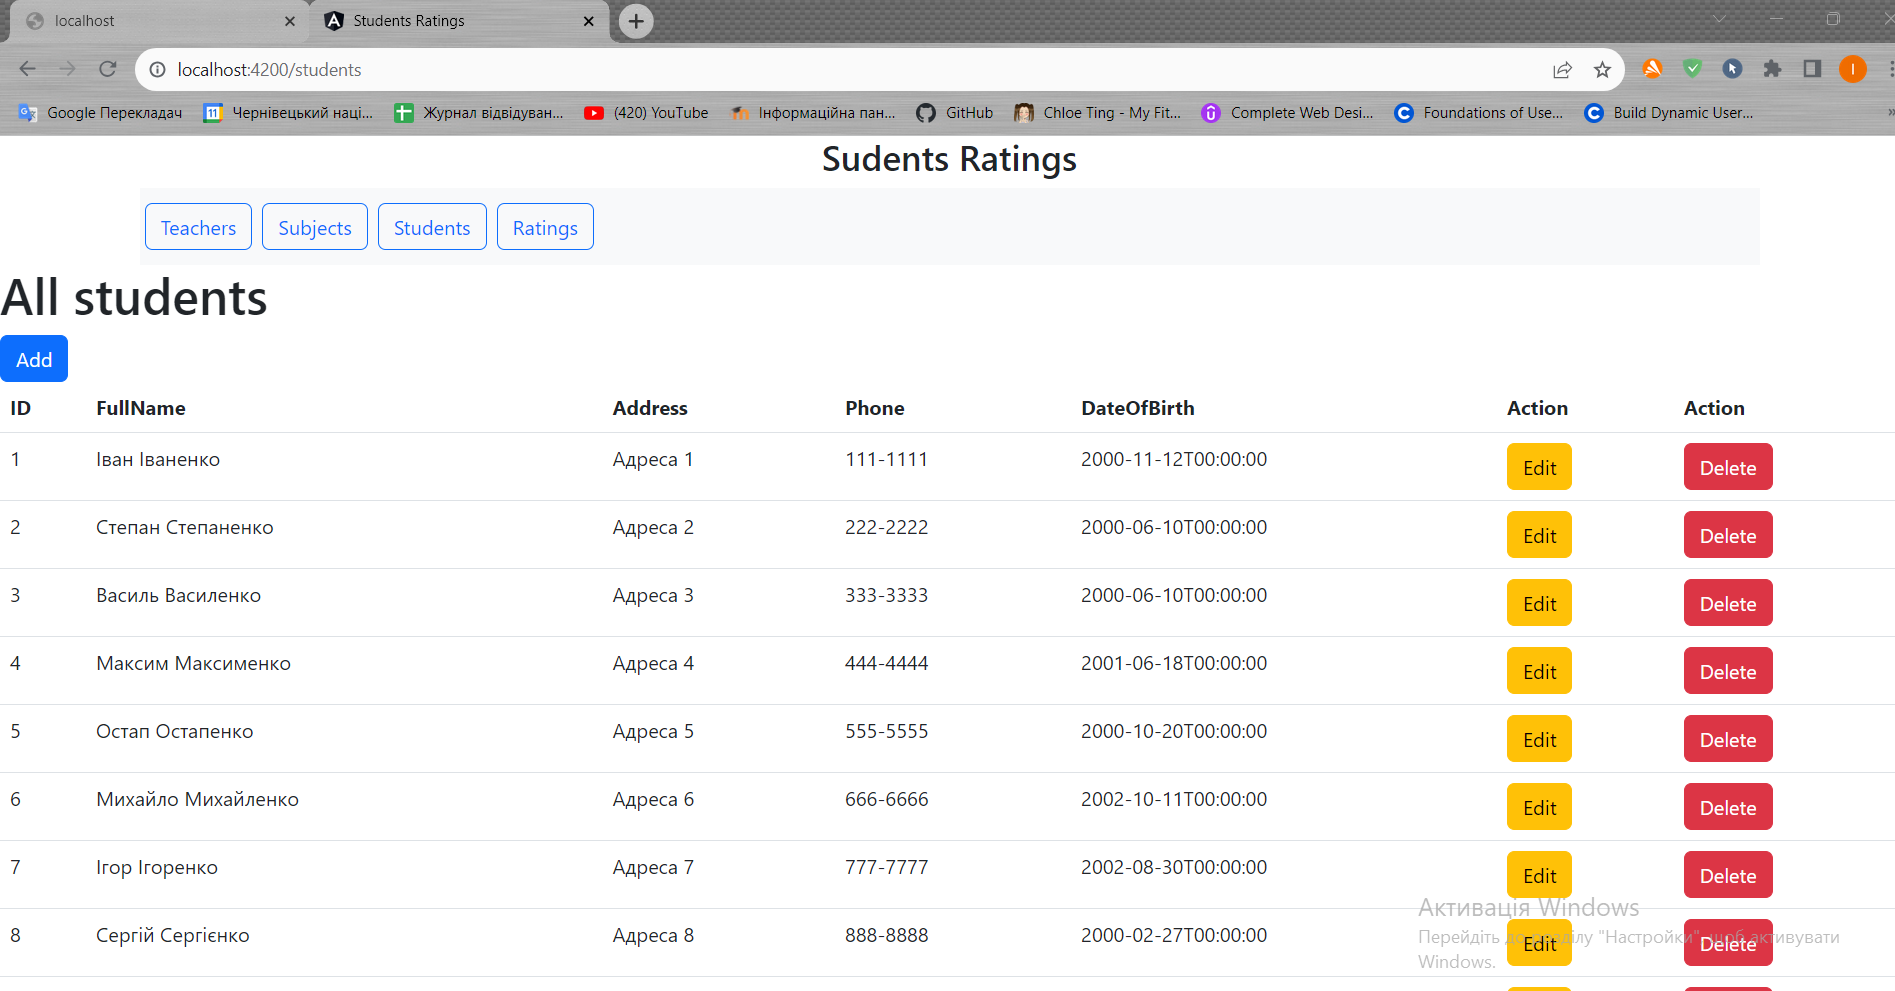 localhost
Students Ratings
localhost:4200/students
Google Перекладач
11
Чернівецький наці...
Журнал відвідуван...
(420) YouTube
Інформаційна пан...
GitHub
Chloe Ting - My Fit...
Complete Web Desi...
Foundations of Use...
Build Dynamic User...
Sudents Ratings
Teachers Subjects Students Ratings
All students
Add
ID FullName Address Phone DateOfBirth Action Action
1 Іван Іваненко Адреса 1 111-1111 2000-11-12T00:00:00 Edit Delete
2 Степан Степаненко Адреса 2 222-2222 2000-06-10T00:00:00 Edit Delete
3 Василь Василенко Адреса 3 333-3333 2000-06-10T00:00:00 Edit Delete
4 Максим Максименко Адреса 4 444-4444 2001-06-18T00:00:00 Edit Delete
5 Остап Остапенко Адреса 5 555-5555 2000-10-20T00:00:00 Edit Delete
6 Михайло Михайленко Адреса 6 666-6666 2002-10-11T00:00:00 Edit Delete
7 Ігор Ігоренко Адреса 7 777-7777 2002-08-30T00:00:00 Edit Delete
8 Сергій Сергієнко Адреса 8 888-8888 2000-02-27T00:00:00 Edit Delete
Активація Windows
Перейдіть до розділу "Настройки", щоб активувати
Windows.